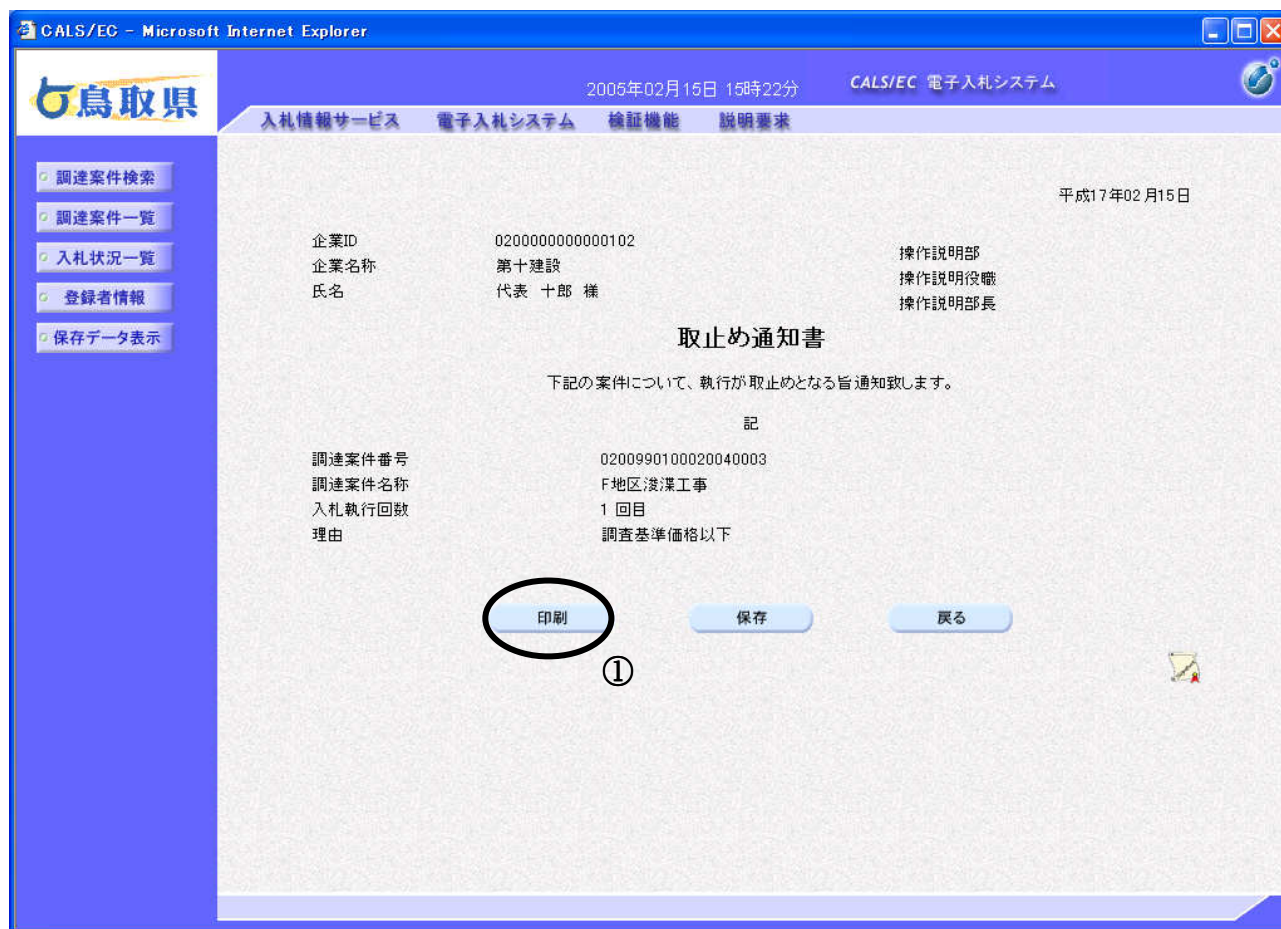 CALS/EC - Microsoft Internet Explorer
鳥取県
2005年02月15日 15時22分
CALS/EC 電子入札システム
入札情報サービス 電子入札システム 検証機能 説明要求
調達案件検索
調達案件一覧
入札状況一覧
登録者情報
保存データ表示
平成17年02月15日
企業ID 0200000000000102
企業名称 第十建設
氏名 代表 十郎 様
操作説明部
操作説明役職
操作説明部長
取止め通知書
下記の案件について、執行が取止めとなる旨通知致します。
記
調達案件番号 0200990100020040003
調達案件名称 F地区浚渫工事
入札執行回数 1 回目
理由 調査基準価格以下
印刷 保存 戻る
①